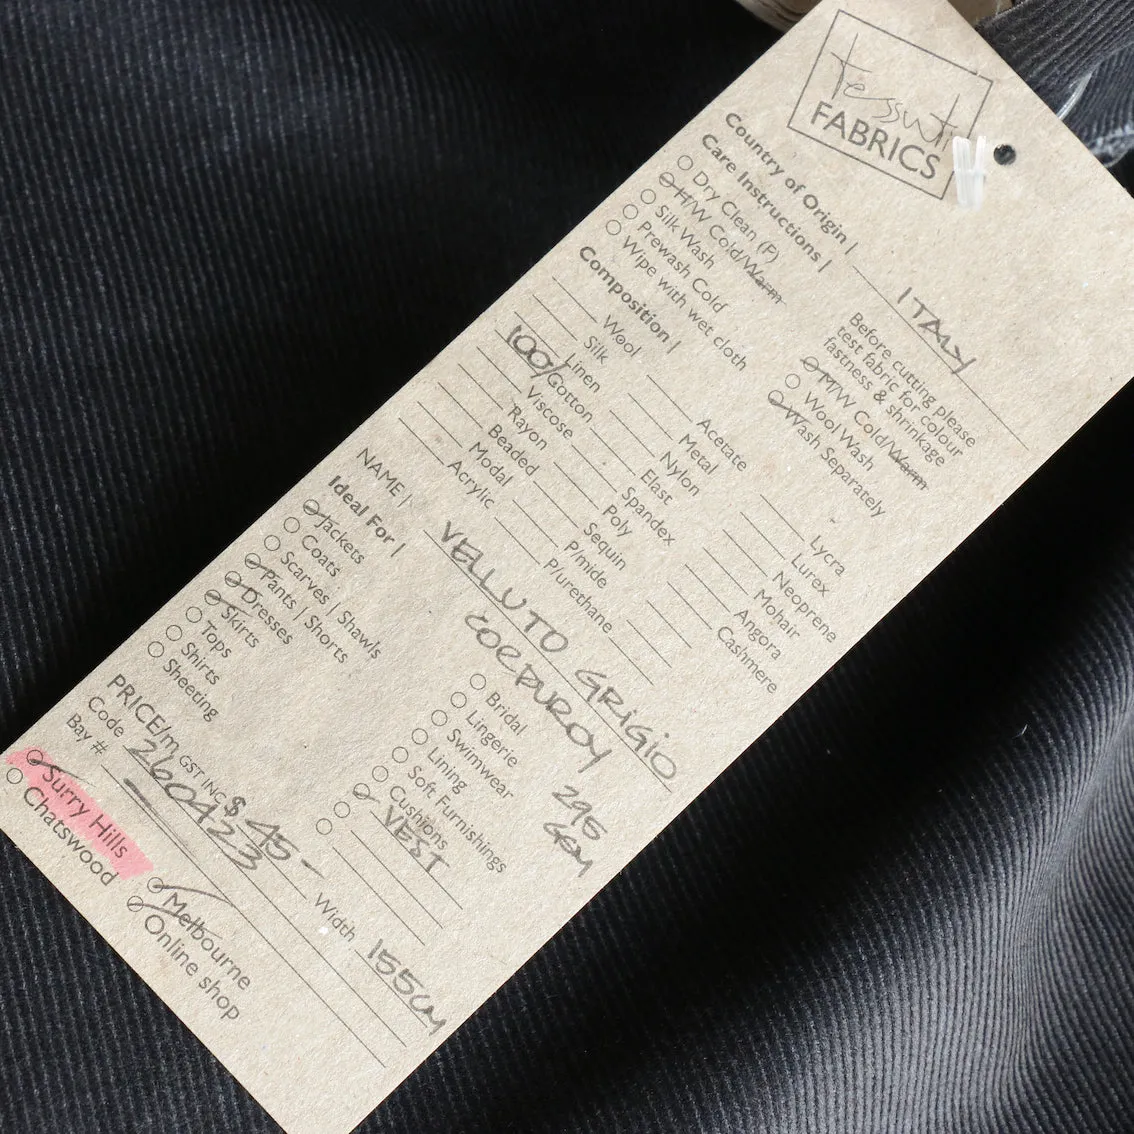 tessuti
FABRICS
Country of Origin | ITALY
Care Instructions |
Dry Clean (P)
H/W Cold/Warm
Silk Wash
Prewash Cold
Wipe with wet cloth
Before cutting please
test fabric for colour
fastness & shrinkage
M/W Cold/Warm
Wool Wash
Wash Separately
Composition |
Wool
Silk
Linen
100% Cotton
Viscose
Rayon
Beaded
Modal
Acrylic
Acetate
Metal
Nylon
Elast
Spandex
Poly
Sequin
P/mide
P/urethane
Lycra
Lurex
Neoprene
Mohair
Angora
Cashmere
NAME | VELLUTO GRIGIO
CORDUROY 295
GSM
Ideal For |
Jackets
Coats
Scarves | Shawls
Pants | Shorts
Dresses
Skirts
Tops
Shirts
Sheeting
Bridal
Lingerie
Swimwear
Lining
Soft Furnishings
Cushions
VEST
PRICE/m GST INC $ 45-
Width 155cm
Code 260423
Bay #
Surry Hills
Chatswood
Melbourne
Online shop